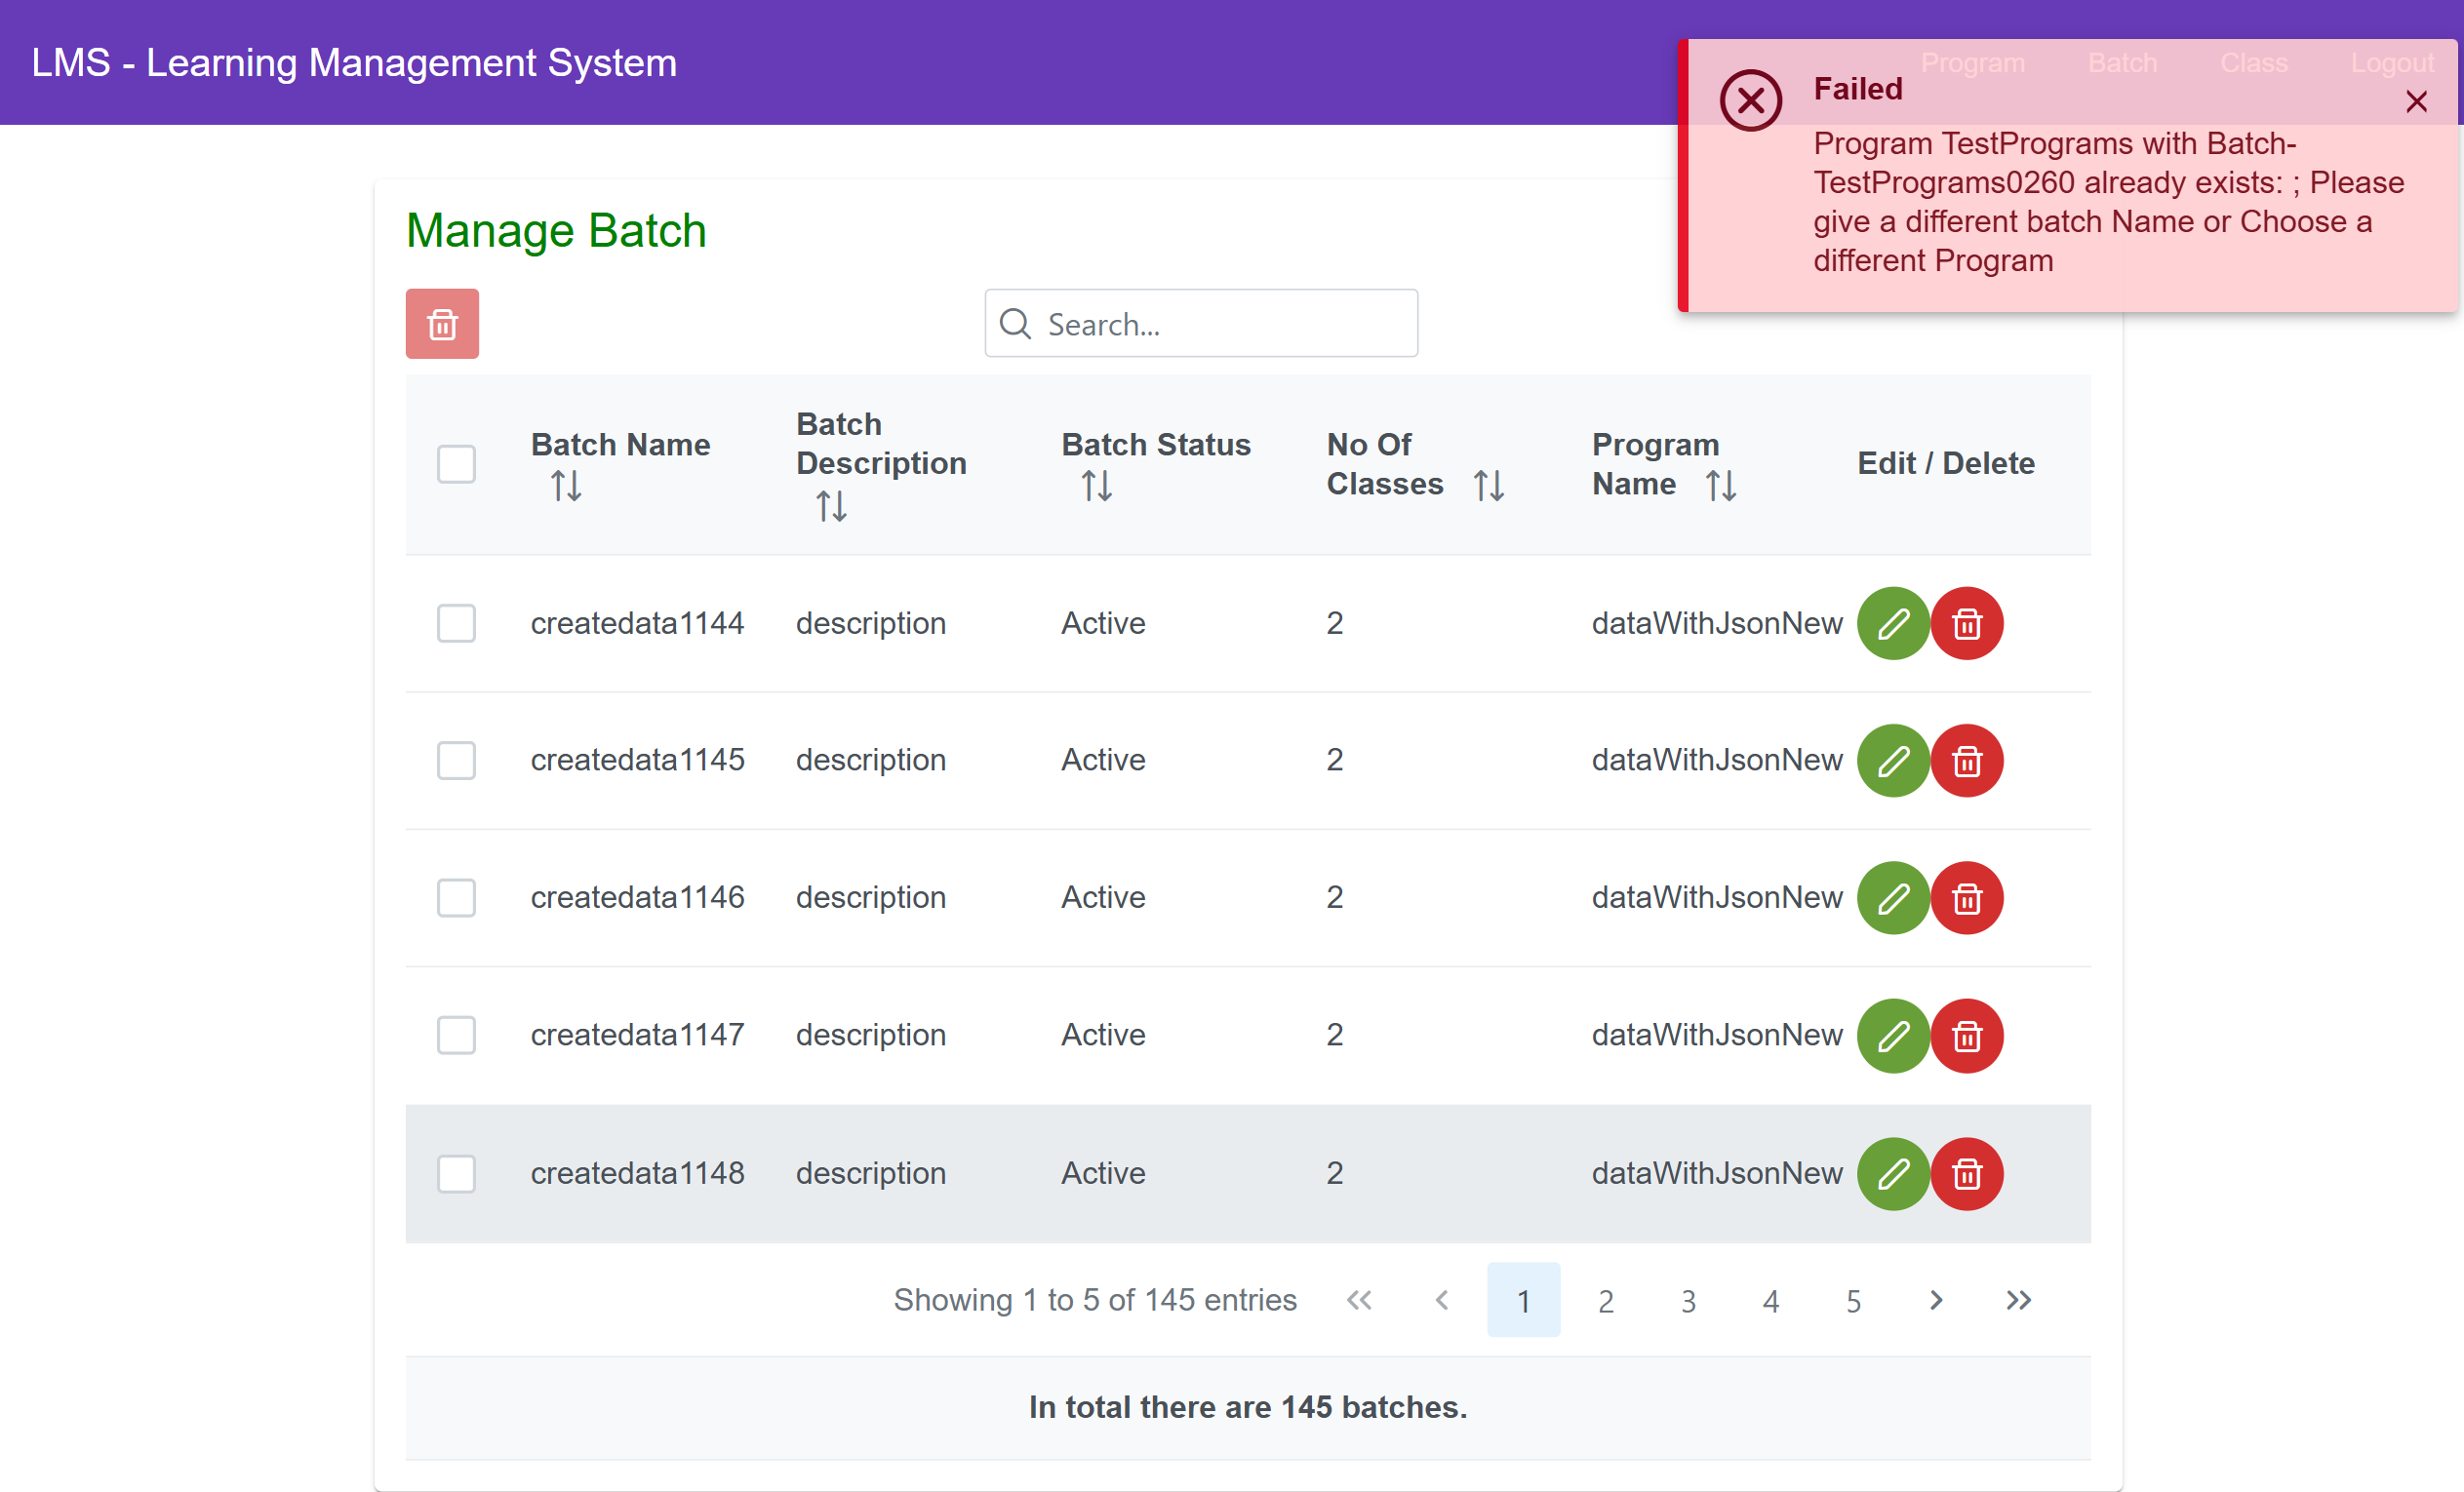 LMS - Learning Management System
Program Batch Class Logout
Failed
Program TestPrograms with Batch-
TestPrograms0260 already exists: ; Please
give a different batch Name or Choose a
different Program
Manage Batch
Search...
Batch Name
Batch
Description
Batch Status
No Of
Classes
Program
Name
Edit / Delete
createdata1144 description Active 2 dataWithJsonNew
createdata1145 description Active 2 dataWithJsonNew
createdata1146 description Active 2 dataWithJsonNew
createdata1147 description Active 2 dataWithJsonNew
createdata1148 description Active 2 dataWithJsonNew
Showing 1 to 5 of 145 entries 1 2 3 4 5
In total there are 145 batches.